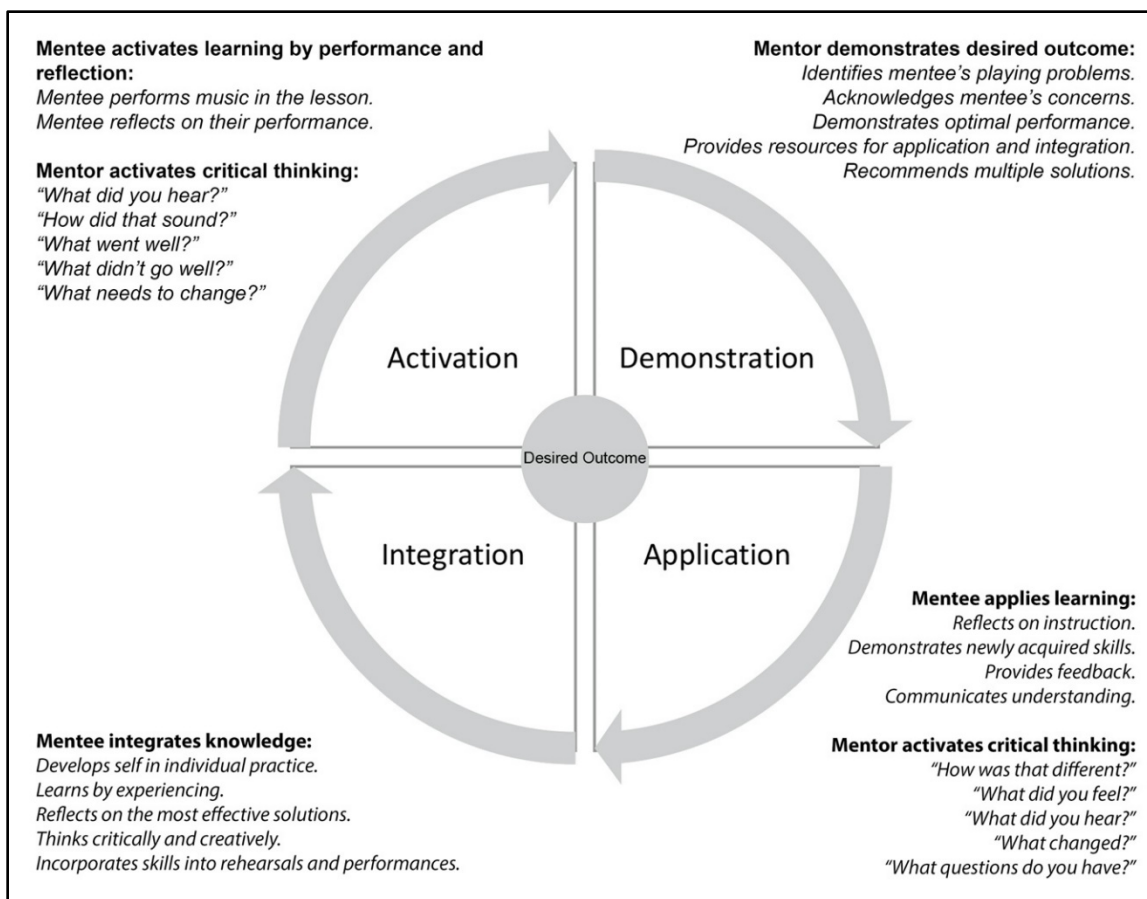 Mentee activates learning by performance and
reflection:
Mentee performs music in the lesson.
Mentee reflects on their performance.
Mentor activates critical thinking:
“What did you hear?”
“How did that sound?”
“What went well?”
“What didn’t go well?”
“What needs to change?”
Mentor demonstrates desired outcome:
Identifies mentee’s playing problems.
Acknowledges mentee’s concerns.
Demonstrates optimal performance.
Provides resources for application and integration.
Recommends multiple solutions.
Activation
Demonstration
Desired Outcome
Integration
Application
Mentee applies learning:
Reflects on instruction.
Demonstrates newly acquired skills.
Provides feedback.
Communicates understanding.
Mentor activates critical thinking:
“How was that different?”
“What did you feel?”
“What did you hear?”
“What changed?”
“What questions do you have?”
Mentee integrates knowledge:
Develops self in individual practice.
Learns by experiencing.
Reflects on the most effective solutions.
Thinks critically and creatively.
Incorporates skills into rehearsals and performances.